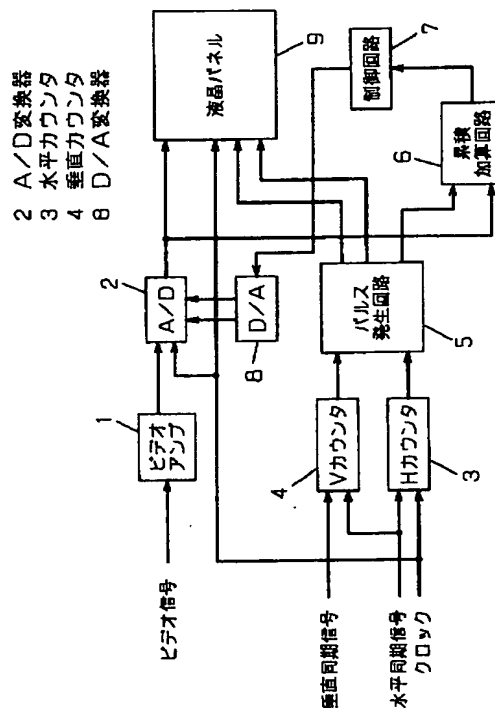 2 A/D変換器
3 水平カウンタ
4 垂直カウンタ
8 D/A変換器
液晶パネル
9
制御回路
7
累積
加算回路
6
2
A/D
D/A
8
パルス
発生回路
5
1
ビデオ
アンプ
4
Vカウンタ
Hカウンタ
3
ビデオ信号
垂直同期信号
水平同期信号
クロック